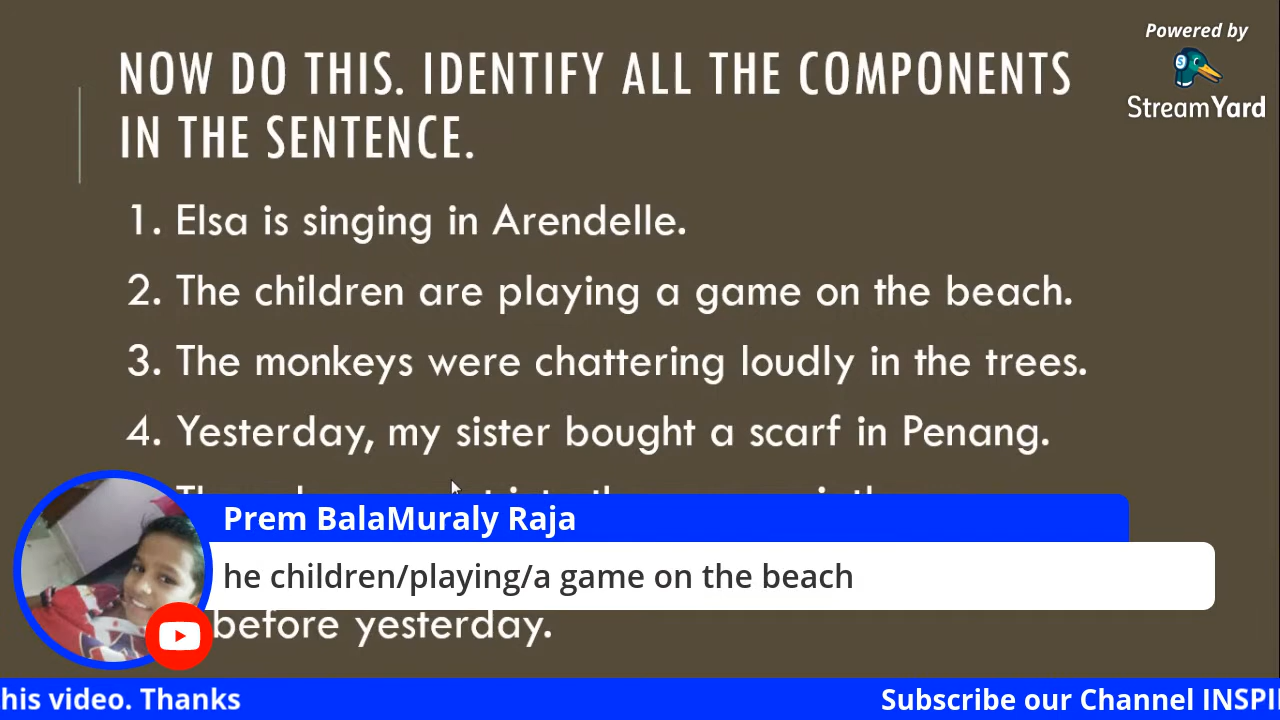 Powered by
StreamYard
NOW DO THIS. IDENTIFY ALL THE COMPONENTS
IN THE SENTENCE.
1. Elsa is singing in Arendelle.
2. The children are playing a game on the beach.
3. The monkeys were chattering loudly in the trees.
4. Yesterday, my sister bought a scarf in Penang.
Prem BalaMuraly Raja
he children/playing/a game on the beach
before yesterday.
his video. Thanks
Subscribe our Channel INSPI